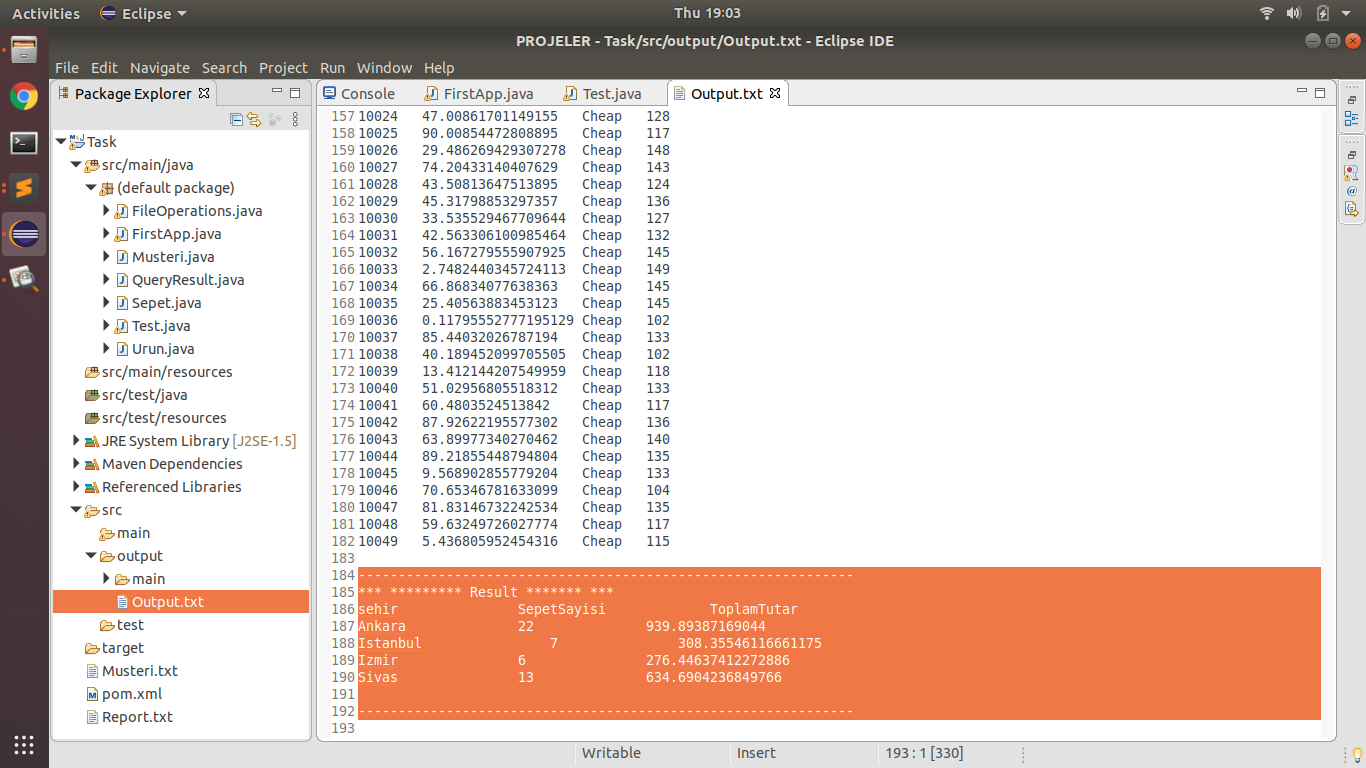 Activities Eclipse Thu 19:03
PROJELER - Task/src/output/Output.txt - Eclipse IDE
File Edit Navigate Search Project Run Window Help
Package Explorer
Task
src/main/java
(default package)
FileOperations.java
FirstApp.java
Musteri.java
QueryResult.java
Sepet.java
Test.java
Urun.java
src/main/resources
src/test/java
src/test/resources
JRE System Library [J2SE-1.5]
Maven Dependencies
Referenced Libraries
src
main
output
main
Output.txt
test
target
Musteri.txt
pom.xml
Report.txt
Console FirstApp.java Test.java Output.txt
157 10024 47.00861701149155 Cheap 128
158 10025 90.00854472808895 Cheap 117
159 10026 29.486269429307278 Cheap 148
160 10027 74.20433140407629 Cheap 143
161 10028 43.50813647513895 Cheap 124
162 10029 45.31798853297357 Cheap 136
163 10030 33.535529467709644 Cheap 127
164 10031 42.563306100985464 Cheap 132
165 10032 56.167279555907925 Cheap 145
166 10033 2.7482440345724113 Cheap 149
167 10034 66.86834077638363 Cheap 145
168 10035 25.40563883453123 Cheap 145
169 10036 0.11795552777195129 Cheap 102
170 10037 85.44032026787194 Cheap 133
171 10038 40.189452099705505 Cheap 102
172 10039 13.412144207549959 Cheap 118
173 10040 51.02956805518312 Cheap 133
174 10041 60.4803524513842 Cheap 117
175 10042 87.92622195577302 Cheap 136
176 10043 63.89977340270462 Cheap 140
177 10044 89.21855448794804 Cheap 135
178 10045 9.568902855779204 Cheap 133
179 10046 70.65346781633099 Cheap 104
180 10047 81.83146732242534 Cheap 135
181 10048 59.63249726027774 Cheap 117
182 10049 5.436805952454316 Cheap 115
183
184 --------------------------------------------------------------
185 *** ********* Result ******* ***
186 sehir SepetSayisi ToplamTutar
187 Ankara 22 939.89387169044
188 Istanbul 7 308.35546116661175
189 Izmir 6 276.44637412272886
190 Sivas 13 634.6904236849766
191
192 --------------------------------------------------------------
193
Writable Insert 193 : 1 [330]